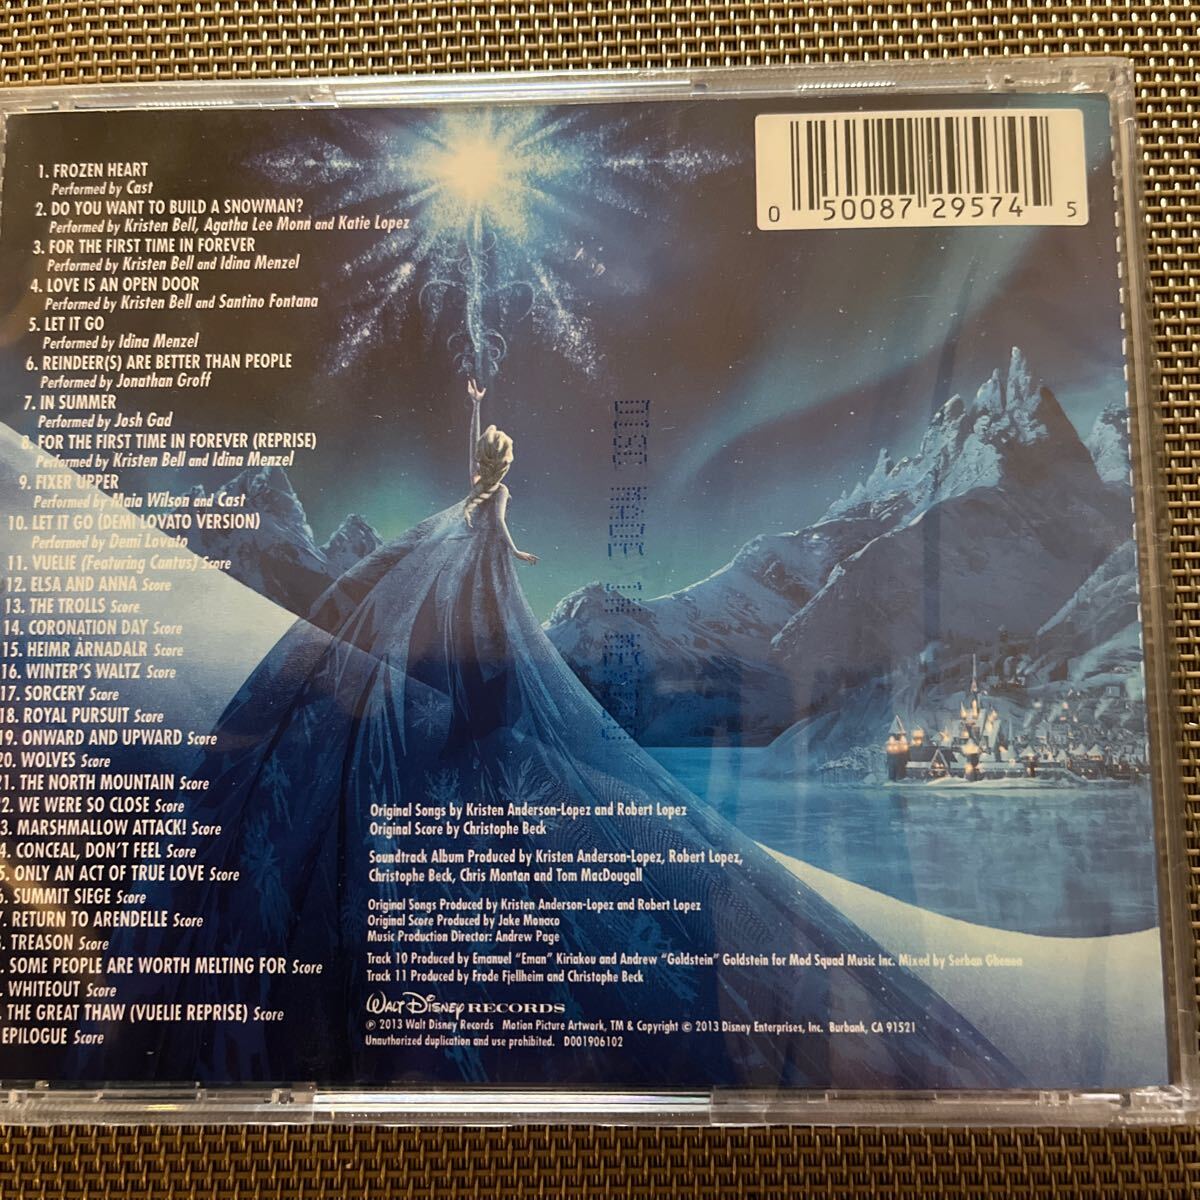 1. FROZEN HEART
Performed by Cast
2. DO YOU WANT TO BUILD A SNOWMAN?
Performed by Kristen Bell, Agatha Lee Monn and Katie Lopez
3. FOR THE FIRST TIME IN FOREVER
Performed by Kristen Bell and Idina Menzel
4. LOVE IS AN OPEN DOOR
Performed by Kristen Bell and Santino Fontana
5. LET IT GO
Performed by Idina Menzel
6. REINDEER(S) ARE BETTER THAN PEOPLE
Performed by Jonathan Groff
7. IN SUMMER
Performed by Josh Gad
8. FOR THE FIRST TIME IN FOREVER (REPRISE)
Performed by Kristen Bell and Idina Menzel
9. FIXER UPPER
Performed by Maia Wilson and Cast
10. LET IT GO (DEMI LOVATO VERSION)
Performed by Demi Lovato
11. VUELIE (Featuring Cantus) Score
12. ELSA AND ANNA Score
13. THE TROLLS Score
14. CORONATION DAY Score
15. HEIMR ÀRNADALR Score
16. WINTER'S WALTZ Score
17. SORCERY Score
18. ROYAL PURSUIT Score
19. ONWARD AND UPWARD Score
20. WOLVES Score
21. THE NORTH MOUNTAIN Score
2. WE WERE SO CLOSE Score
3. MARSHMALLOW ATTACK! Score
4. CONCEAL, DON'T FEEL Score
5. ONLY AN ACT OF TRUE LOVE Score
6. SUMMIT SIEGE Score
7. RETURN TO ARENDELLE Score
. TREASON Score
. SOME PEOPLE ARE WORTH MELTING FOR Score
. WHITEOUT Score
. THE GREAT THAW (VUELIE REPRISE) Score
EPILOGUE Score
0 50087 29574 5
DISC MADE IN
Original Songs by Kristen Anderson-Lopez and Robert Lopez
Original Score by Christophe Beck
Soundtrack Album Produced by Kristen Anderson-Lopez, Robert Lopez,
Christophe Beck, Chris Montan and Tom MacDougall
Original Songs Produced by Kristen Anderson-Lopez and Robert Lopez
Original Score Produced by Jake Monaco
Music Production Director: Andrew Page
Track 10 Produced by Emanuel "Eman" Kiriakou and Andrew "Goldstein" Goldstein for Mod Squad Music Inc. Mixed by Serban Ghenea
Track 11 Produced by Frode Fjellheim and Christophe Beck
WALT DISNEY RECORDS
℗ 2013 Walt Disney Records Motion Picture Artwork, TM & Copyright © 2013 Disney Enterprises, Inc. Burbank, CA 91521
Unauthorized duplication and use prohibited. D001906102